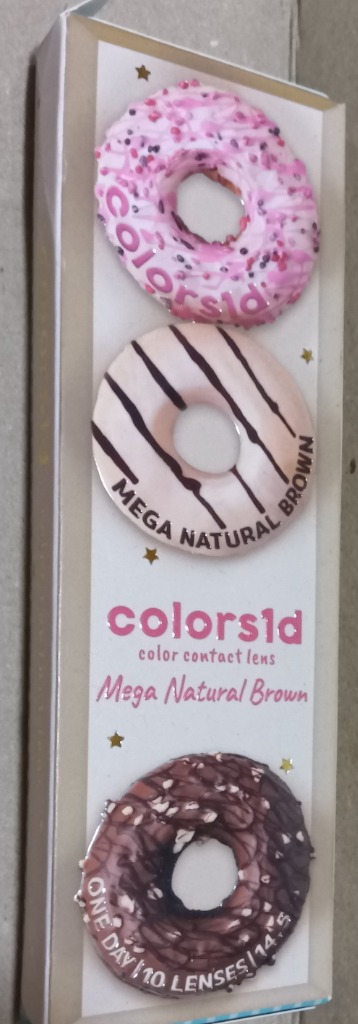 colors1d
MEGA NATURAL BROWN
colors1d
color contact lens
Mega Natural Brown
ONE DAY|10 LENSES|14.5